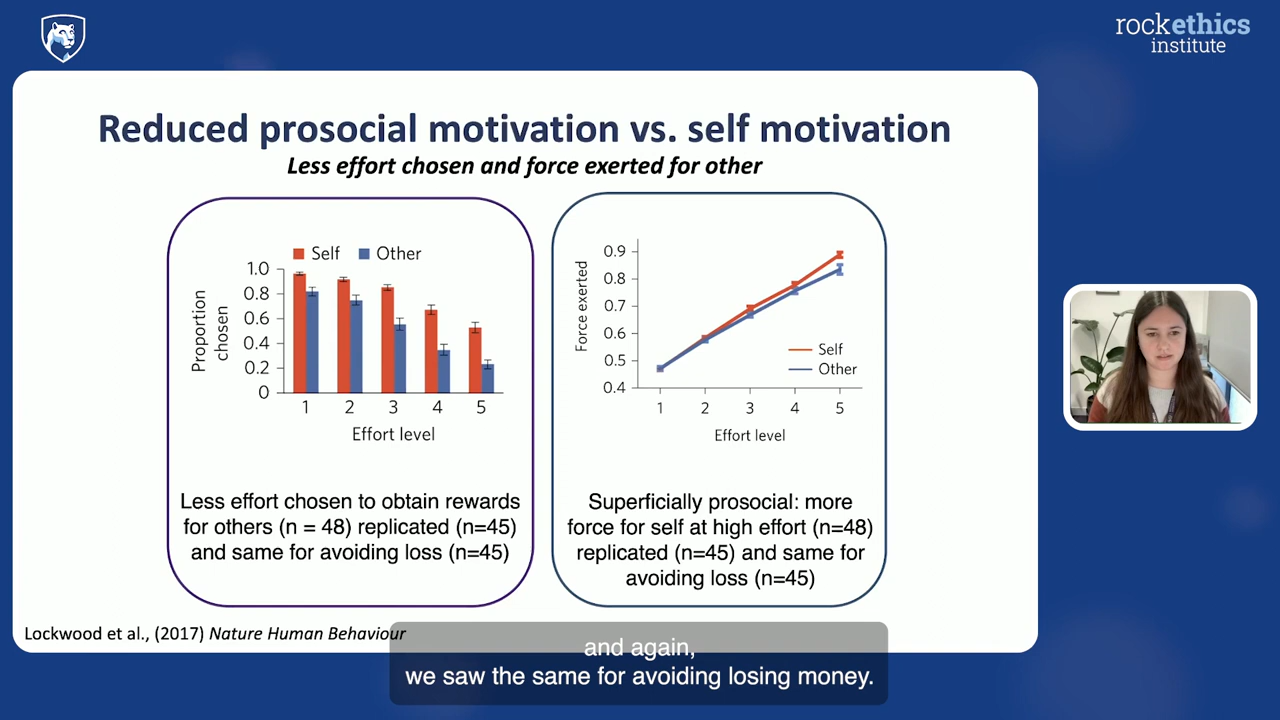 rockethics
institute
Reduced prosocial motivation vs. self motivation
Less effort chosen and force exerted for other
Self Other
Proportion
chosen
1.0
0.8
0.6
0.4
0.2
0
1 2 3 4 5
Effort level
Less effort chosen to obtain rewards
for others (n = 48) replicated (n=45)
and same for avoiding loss (n=45)
Force exerted
0.9
0.8
0.7
0.6
0.5
0.4
Self
Other
1 2 3 4 5
Effort level
Superficially prosocial: more
force for self at high effort (n=48)
replicated (n=45) and same for
avoiding loss (n=45)
Lockwood et al., (2017) Nature Human Behaviour
and again,
we saw the same for avoiding losing money.